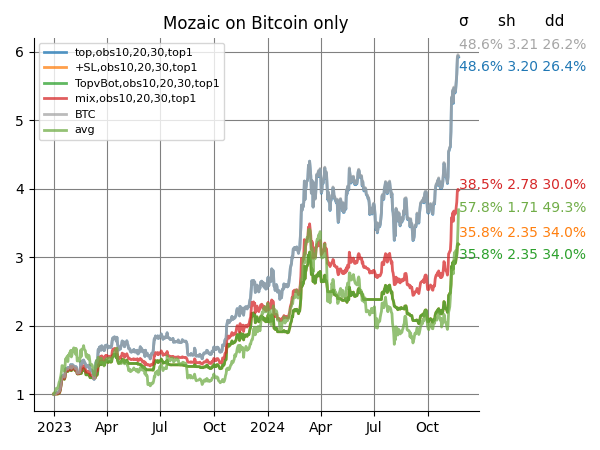 Mozaic on Bitcoin only
σ sh dd
48.6% 3.21 26.2%
48.6% 3.20 26.4%
38.5% 2.78 30.0%
57.8% 1.71 49.3%
35.8% 2.35 34.0%
35.8% 2.35 34.0%
top,obs10,20,30,top1
+SL,obs10,20,30,top1
TopvBot,obs10,20,30,top1
mix,obs10,20,30,top1
BTC
avg
6
5
4
3
2
1
2023 Apr Jul Oct 2024 Apr Jul Oct